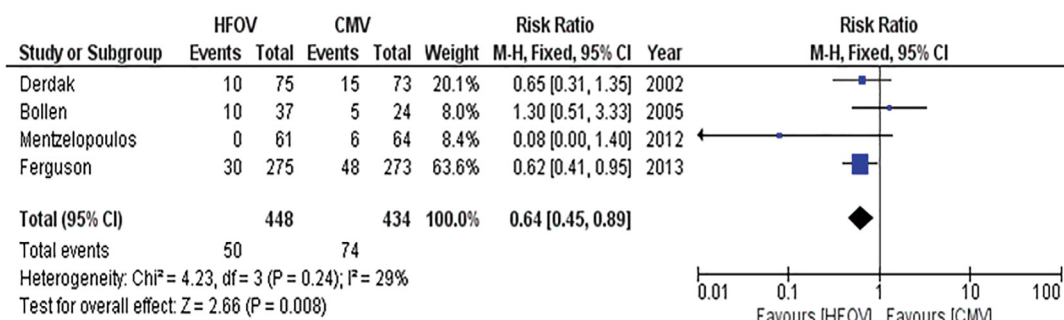 HFOV CMV Risk Ratio Risk Ratio
Study or Subgroup Events Total Events Total Weight M-H, Fixed, 95% CI Year M-H, Fixed, 95% CI
Derdak 10 75 15 73 20.1% 0.65 [0.31, 1.35] 2002
Bollen 10 37 5 24 8.0% 1.30 [0.51, 3.33] 2005
Mentzelopoulos 0 61 6 64 8.4% 0.08 [0.00, 1.40] 2012
Ferguson 30 275 48 273 63.6% 0.62 [0.41, 0.95] 2013
Total (95% CI) 448 434 100.0% 0.64 [0.45, 0.89]
Total events 50 74
Heterogeneity: Chi² = 4.23, df = 3 (P = 0.24); I² = 29%
Test for overall effect: Z = 2.66 (P = 0.008)
0.01 0.1 1 10 100
Favours [HFOV] Favours [CMV]